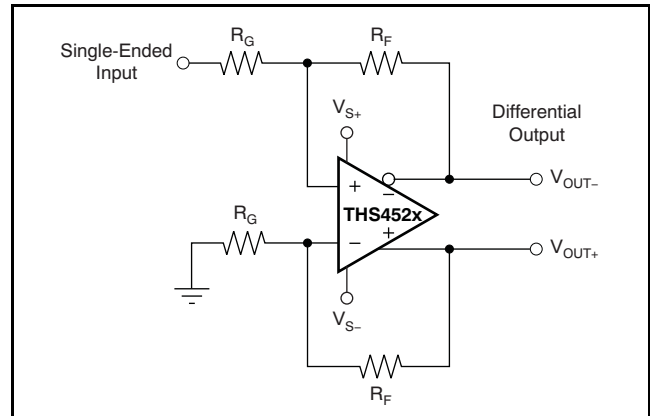 R_G
R_F
Single-Ended
Input
V_S+
Differential
Output
+
−
V_OUT−
THS452x
R_G
−
+
V_OUT+
V_S−
R_F